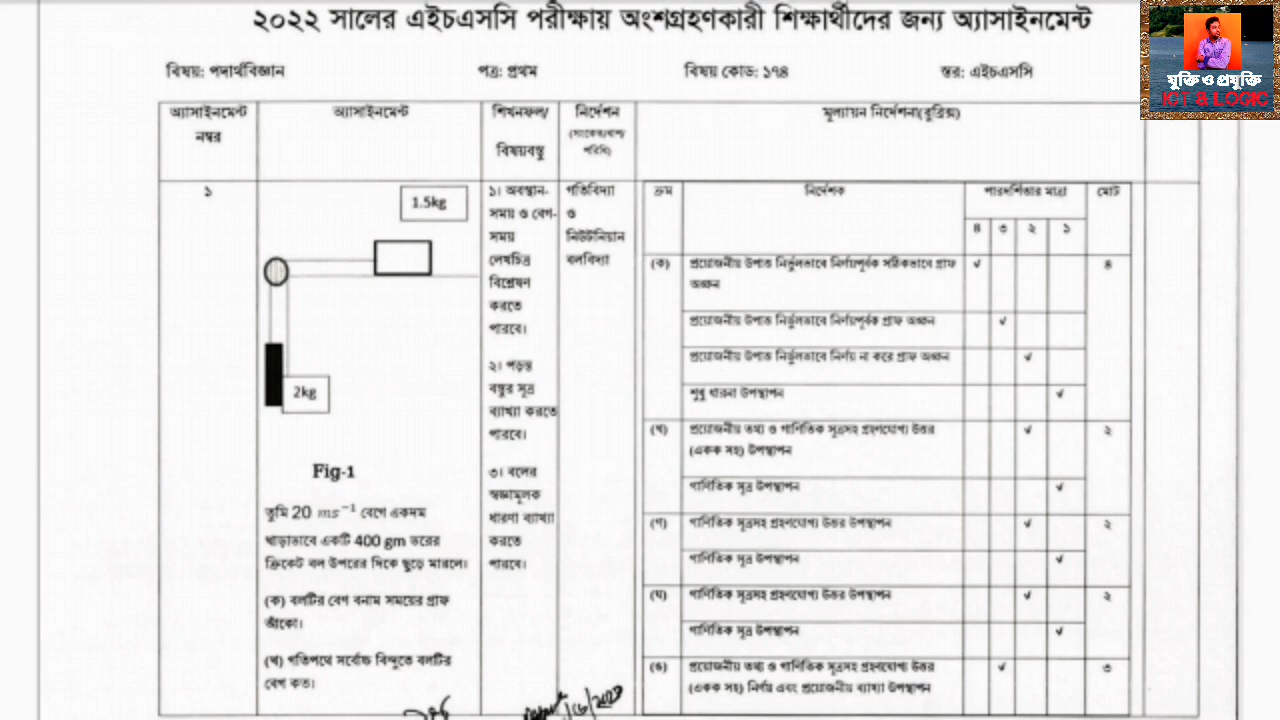 ২০২২ সালের এইচএসসি পরীক্ষায় অংশগ্রহণকারী শিক্ষার্থীদের জন্য অ্যাসাইনমেন্ট
যুক্তি ও প্রযুক্তি
ICT & LOGIC
বিষয়: পদার্থবিজ্ঞান পত্র: প্রথম বিষয় কোড: ১৭৪ স্তর: এইচএসসি
অ্যাসাইনমেন্ট
নম্বর
অ্যাসাইনমেন্ট
শিখনফল/
বিষয়বস্তু
নির্দেশনা
(সংকেত/ধাপ/
পরিধি)
মূল্যায়ন নির্দেশনা(রুব্রিক্স)
১
1.5kg
2kg
Fig-1
তুমি 20 ms⁻¹ বেগে একদম
খাড়াভাবে একটি 400 gm ভরের
ক্রিকেট বল উপরের দিকে ছুড়ে মারলে।
(ক) বলটির বেগ বনাম সময়ের গ্রাফ
আঁকো।
(খ) গতিপথে সর্বোচ্চ বিন্দুতে বলটির
বেগ কত।
১। অবস্থান-
সময় ও বেগ-
সময়
লেখচিত্র
বিশ্লেষণ
করতে
পারবে।
২। পড়ন্ত
বস্তুর সূত্র
ব্যাখ্যা করতে
পারবে।
৩। বলের
স্বজ্ঞামূলক
ধারণা ব্যাখ্যা
করতে
পারবে।
গতিবিদ্যা
ও
নিউটনিয়ান
বলবিদ্যা
ক্রম নির্দেশক পারদর্শিতার মাত্রা মোট
৪ ৩ ২ ১
(ক) প্রয়োজনীয় উপাত্ত নির্ভুলভাবে নির্ণয়পূর্বক সঠিকভাবে গ্রাফ ✓ ৪
অঙ্কন
প্রয়োজনীয় উপাত্ত নির্ভুলভাবে নির্ণয়পূর্বক গ্রাফ অঙ্কন ✓
প্রয়োজনীয় উপাত্ত নির্ভুলভাবে নির্ণয় না করে গ্রাফ অঙ্কন ✓
শুধু ধারনা উপস্থাপন ✓
(খ) প্রয়োজনীয় তথ্য ও গাণিতিক সূত্রসহ গ্রহণযোগ্য উত্তর ✓ ২
(একক সহ) উপস্থাপন
গাণিতিক সূত্র উপস্থাপন ✓
(গ) গাণিতিক সূত্রসহ গ্রহণযোগ্য উত্তর উপস্থাপন ✓ ২
গাণিতিক সূত্র উপস্থাপন ✓
(ঘ) গাণিতিক সূত্রসহ গ্রহণযোগ্য উত্তর উপস্থাপন ✓ ২
গাণিতিক সূত্র উপস্থাপন ✓
(ঙ) প্রয়োজনীয় তথ্য ও গাণিতিক সূত্রসহ গ্রহণযোগ্য উত্তর ✓ ৩
(একক সহ) নির্ণয় এবং প্রয়োজনীয় ব্যাখ্যা উপস্থাপন